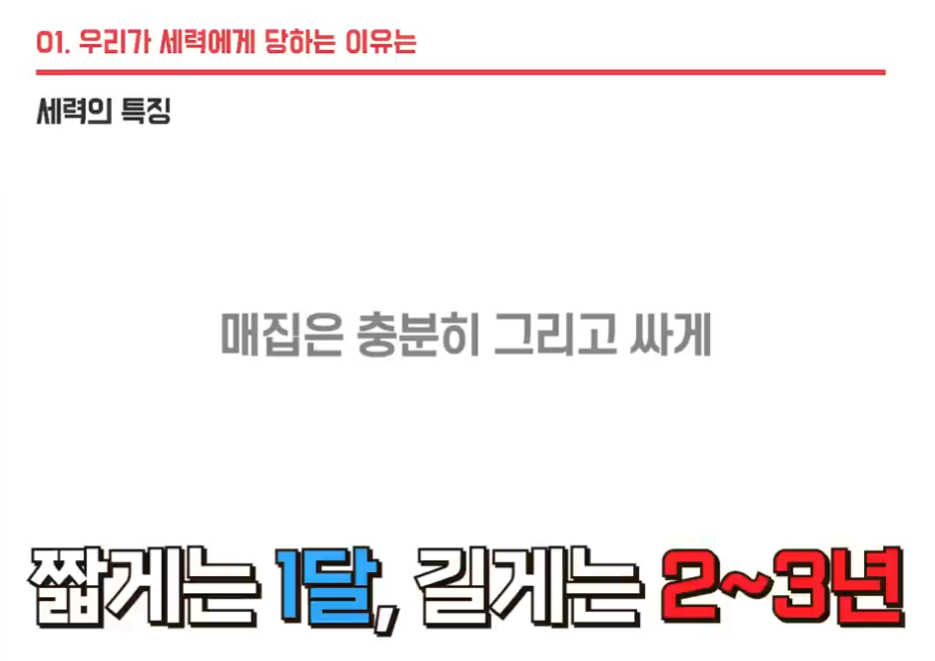 01. 우리가 세력에게 당하는 이유는
세력의 특징
매집은 충분히 그리고 싸게
짧게는 1달, 길게는 2~3년